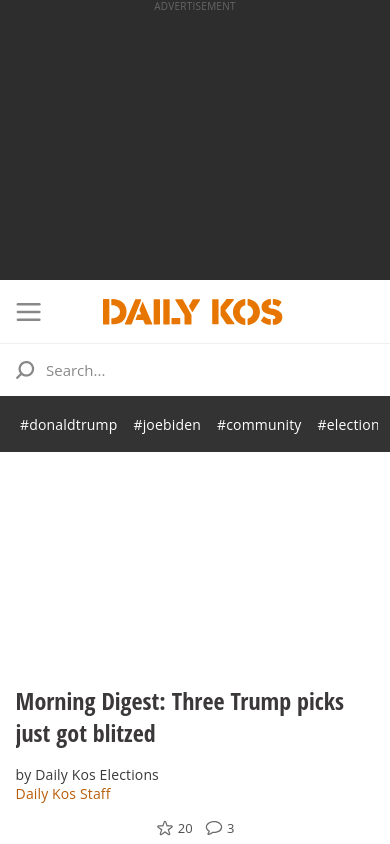 ADVERTISEMENT
DAILY KOS
Search...
#donaldtrump #joebiden #community #election
Morning Digest: Three Trump picks
just got blitzed
by Daily Kos Elections
Daily Kos Staff
20 3